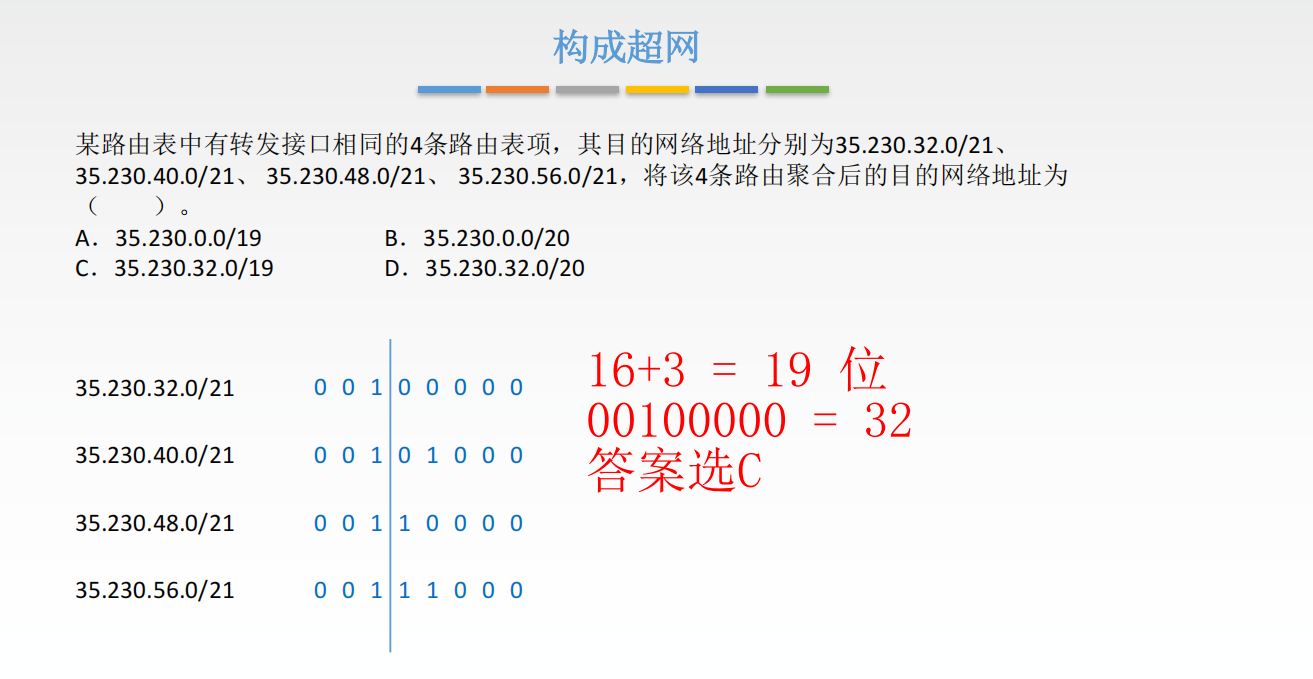 构成超网
某路由表中有转发接口相同的4条路由表项，其目的网络地址分别为35.230.32.0/21、
35.230.40.0/21、 35.230.48.0/21、 35.230.56.0/21，将该4条路由聚合后的目的网络地址为
（　　）。
A．35.230.0.0/19 B．35.230.0.0/20
C．35.230.32.0/19 D．35.230.32.0/20
35.230.32.0/21 0 0 1 0 0 0 0 0
35.230.40.0/21 0 0 1 0 1 0 0 0
35.230.48.0/21 0 0 1 1 0 0 0 0
35.230.56.0/21 0 0 1 1 1 0 0 0
16+3 = 19 位
00100000 = 32
答案选C